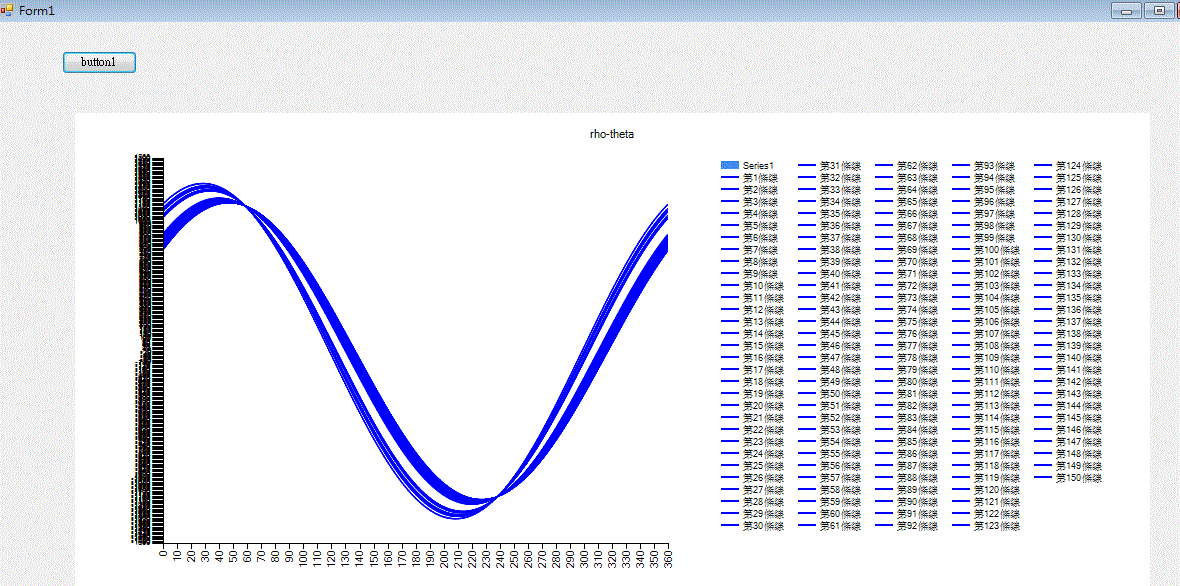 Form1
button1
rho-theta
Series1 第31條線 第62條線 第93條線 第124條線
第1條線 第32條線 第63條線 第94條線 第125條線
第2條線 第33條線 第64條線 第95條線 第126條線
第3條線 第34條線 第65條線 第96條線 第127條線
第4條線 第35條線 第66條線 第97條線 第128條線
第5條線 第36條線 第67條線 第98條線 第129條線
第6條線 第37條線 第68條線 第99條線 第130條線
第7條線 第38條線 第69條線 第100條線 第131條線
第8條線 第39條線 第70條線 第101條線 第132條線
第9條線 第40條線 第71條線 第102條線 第133條線
第10條線 第41條線 第72條線 第103條線 第134條線
第11條線 第42條線 第73條線 第104條線 第135條線
第12條線 第43條線 第74條線 第105條線 第136條線
第13條線 第44條線 第75條線 第106條線 第137條線
第14條線 第45條線 第76條線 第107條線 第138條線
第15條線 第46條線 第77條線 第108條線 第139條線
第16條線 第47條線 第78條線 第109條線 第140條線
第17條線 第48條線 第79條線 第110條線 第141條線
第18條線 第49條線 第80條線 第111條線 第142條線
第19條線 第50條線 第81條線 第112條線 第143條線
第20條線 第51條線 第82條線 第113條線 第144條線
第21條線 第52條線 第83條線 第114條線 第145條線
第22條線 第53條線 第84條線 第115條線 第146條線
第23條線 第54條線 第85條線 第116條線 第147條線
第24條線 第55條線 第86條線 第117條線 第148條線
第25條線 第56條線 第87條線 第118條線 第149條線
第26條線 第57條線 第88條線 第119條線 第150條線
第27條線 第58條線 第89條線 第120條線
第28條線 第59條線 第90條線 第121條線
第29條線 第60條線 第91條線 第122條線
第30條線 第61條線 第92條線 第123條線
0 10 20 30 40 50 60 70 80 90 100 110 120 130 140 150 160 170 180 190 200 210 220 230 240 250 260 270 280 290 300 310 320 330 340 350 360